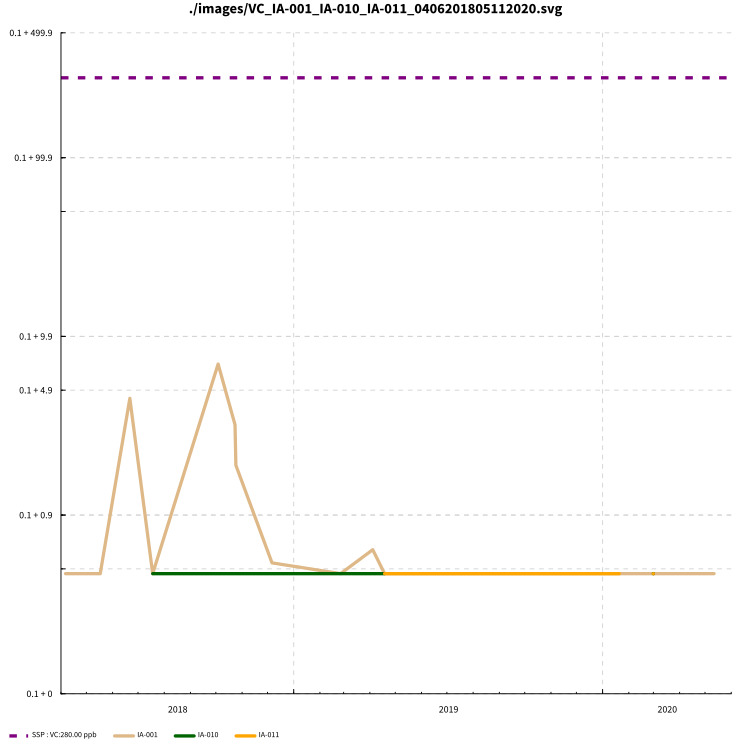 ./images/VC_IA-001_IA-010_IA-011_0406201805112020.svg
0.1 + 499.9
0.1 + 99.9
0.1 + 9.9
0.1 + 4.9
0.1 + 0.9
0.1 + 0
2018 2019 2020
SSP : VC:280.00 ppb IA-001 IA-010 IA-011